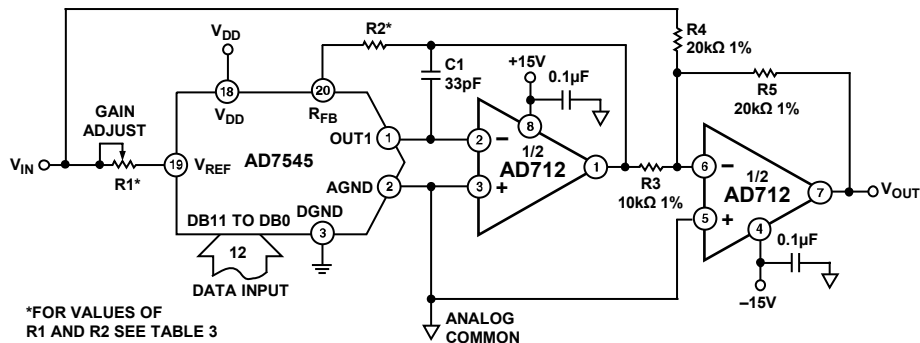 R4
20kΩ 1%
R2*
VDD
C1
33pF
+15V
0.1µF
R5
20kΩ 1%
18
20
8
GAIN
ADJUST
VDD
RFB
OUT1
1
2
−
1/2
AD712
1
6
−
1/2
AD712
VIN
19
VREF
AD7545
R1*
AGND
2
3
+
R3
10kΩ 1%
7
VOUT
5
+
4
0.1µF
DB11 TO DB0
DGND
3
12
DATA INPUT
−15V
ANALOG
COMMON
*FOR VALUES OF
R1 AND R2 SEE TABLE 3